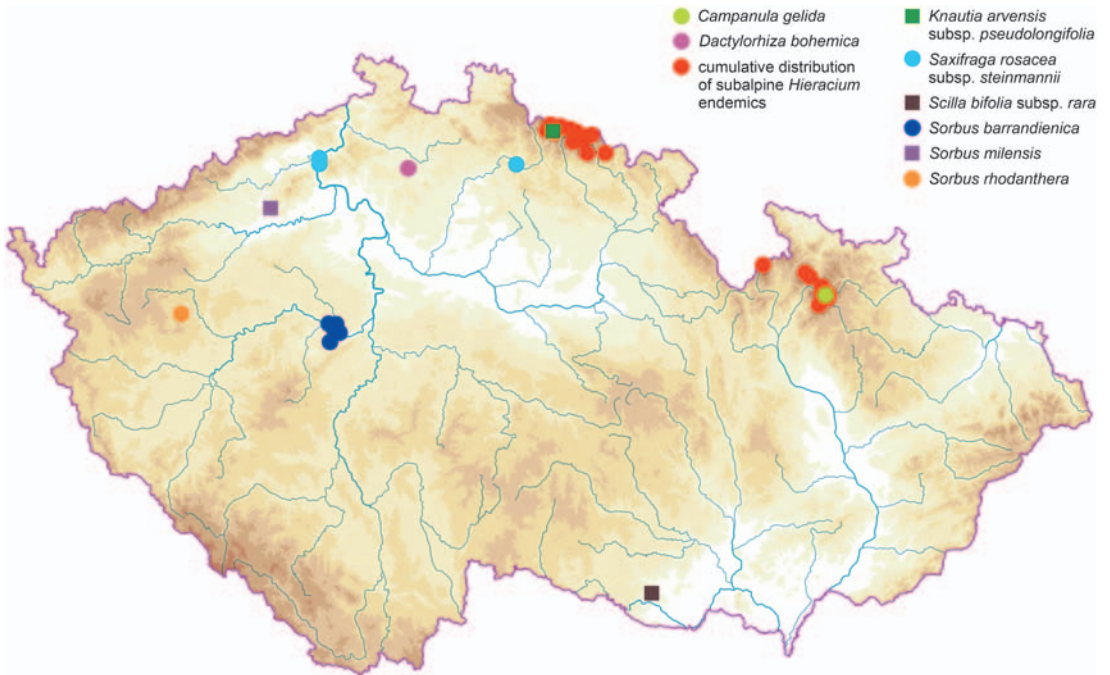 Campanula gelida
Dactylorhiza bohemica
cumulative distribution
of subalpine Hieracium
endemics
Knautia arvensis
subsp. pseudolongifolia
Saxifraga rosacea
subsp. steinmannii
Scilla bifolia subsp. rara
Sorbus barrandienica
Sorbus milensis
Sorbus rhodanthera